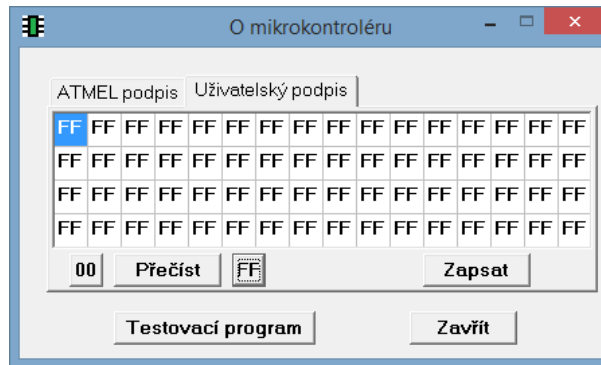 O mikrokontroléru
ATMEL podpis Uživatelský podpis
FF FF FF FF FF FF FF FF FF FF FF FF FF FF FF FF
FF FF FF FF FF FF FF FF FF FF FF FF FF FF FF FF
FF FF FF FF FF FF FF FF FF FF FF FF FF FF FF FF
FF FF FF FF FF FF FF FF FF FF FF FF FF FF FF FF
00 Přečíst FF Zapsat
Testovací program Zavřít